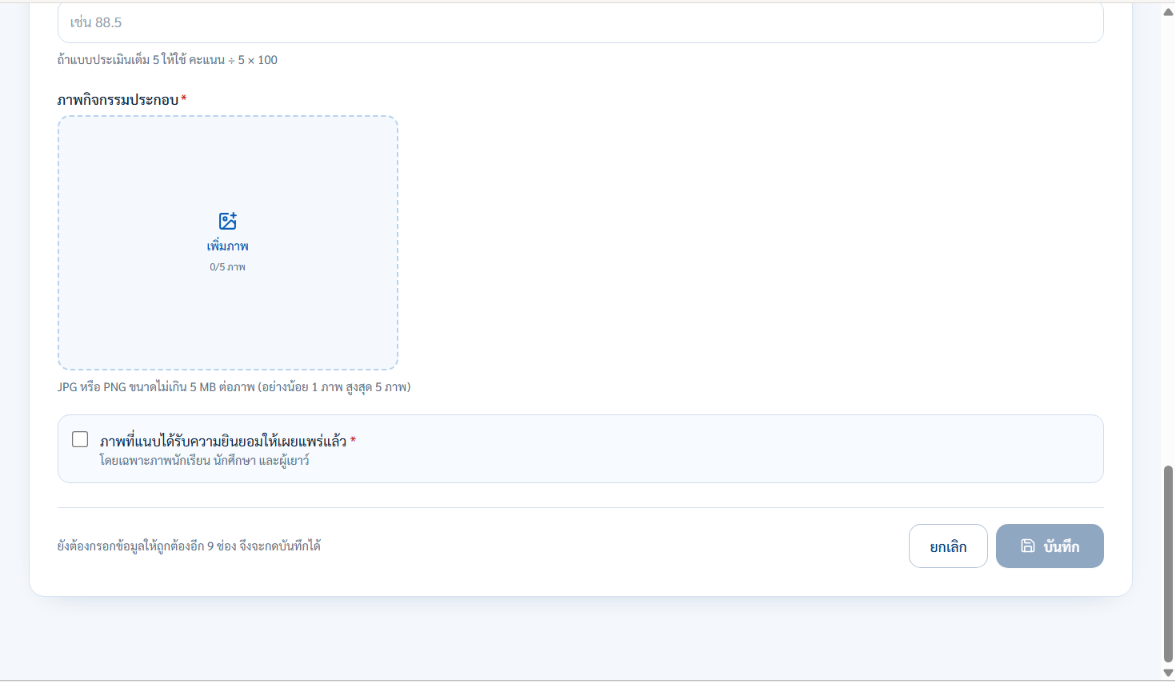 เช่น 88.5
ถ้าแบบประเมินเต็ม 5 ให้ใช้ คะแนน ÷ 5 × 100
ภาพกิจกรรมประกอบ *
เพิ่มภาพ
0/5 ภาพ
JPG หรือ PNG ขนาดไม่เกิน 5 MB ต่อภาพ (อย่างน้อย 1 ภาพ สูงสุด 5 ภาพ)
ภาพที่แนบได้รับความยินยอมให้เผยแพร่แล้ว *
โดยเฉพาะภาพนักเรียน นักศึกษา และผู้เยาว์
ยังต้องกรอกข้อมูลให้ถูกต้องอีก 9 ช่อง จึงจะกดบันทึกได้
ยกเลิก
บันทึก